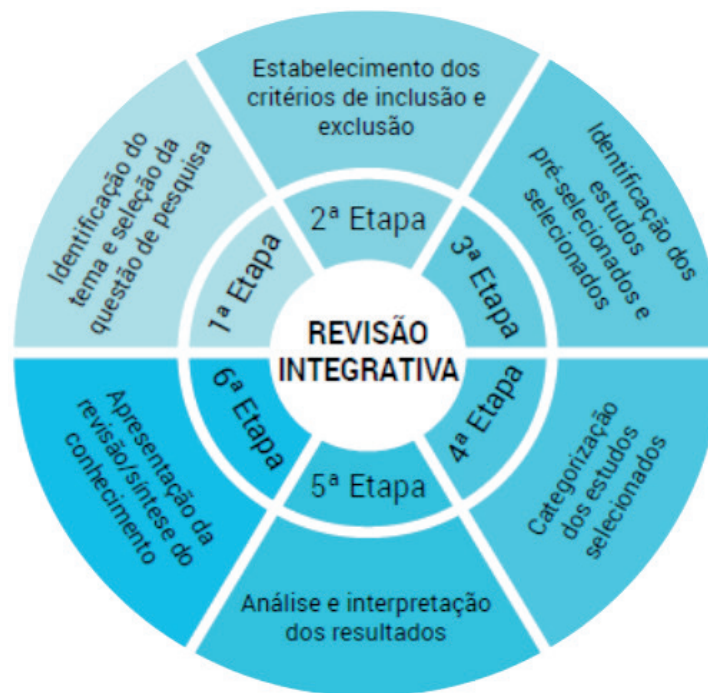 REVISÃO
INTEGRATIVA
1ª Etapa
Identificação do
tema e seleção da
questão de pesquisa
2ª Etapa
Estabelecimento dos
critérios de inclusão e
exclusão
3ª Etapa
Identificação dos
estudos
pré-selecionados e
selecionados
4ª Etapa
Categorização
dos estudos
selecionados
5ª Etapa
Análise e interpretação
dos resultados
6ª Etapa
Apresentação da
revisão/síntese do
conhecimento